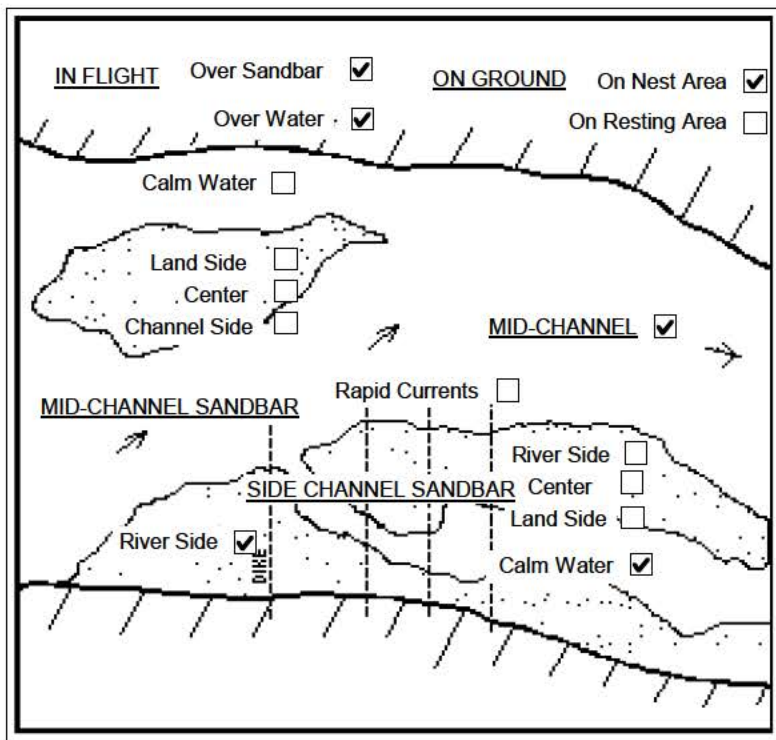 IN FLIGHT Over Sandbar ON GROUND On Nest Area
Over Water On Resting Area
Calm Water
Land Side
Center
Channel Side
MID-CHANNEL
Rapid Currents
MID-CHANNEL SANDBAR
River Side
SIDE CHANNEL SANDBAR Center
Land Side
River Side
DIKE
Calm Water